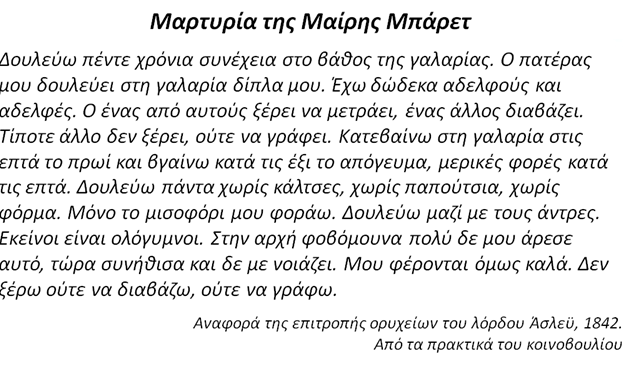 Μαρτυρία της Μαίρης Μπάρετ
Δουλεύω πέντε χρόνια συνέχεια στο βάθος της γαλαρίας. Ο πατέρας
μου δουλεύει στη γαλαρία δίπλα μου. Έχω δώδεκα αδελφούς και
αδελφές. Ο ένας από αυτούς ξέρει να μετράει, ένας άλλος διαβάζει.
Τίποτε άλλο δεν ξέρει, ούτε να γράφει. Κατεβαίνω στη γαλαρία στις
επτά το πρωί και βγαίνω κατά τις έξι το απόγευμα, μερικές φορές κατά
τις επτά. Δουλεύω πάντα χωρίς κάλτσες, χωρίς παπούτσια, χωρίς
φόρμα. Μόνο το μισοφόρι μου φοράω. Δουλεύω μαζί με τους άντρες.
Εκείνοι είναι ολόγυμνοι. Στην αρχή φοβόμουνα πολύ δε μου άρεσε
αυτό, τώρα συνήθισα και δε με νοιάζει. Μου φέρονται όμως καλά. Δεν
ξέρω ούτε να διαβάζω, ούτε να γράφω.
Αναφορά της επιτροπής ορυχείων του λόρδου Άσλεϋ, 1842.
Από τα πρακτικά του κοινοβουλίου